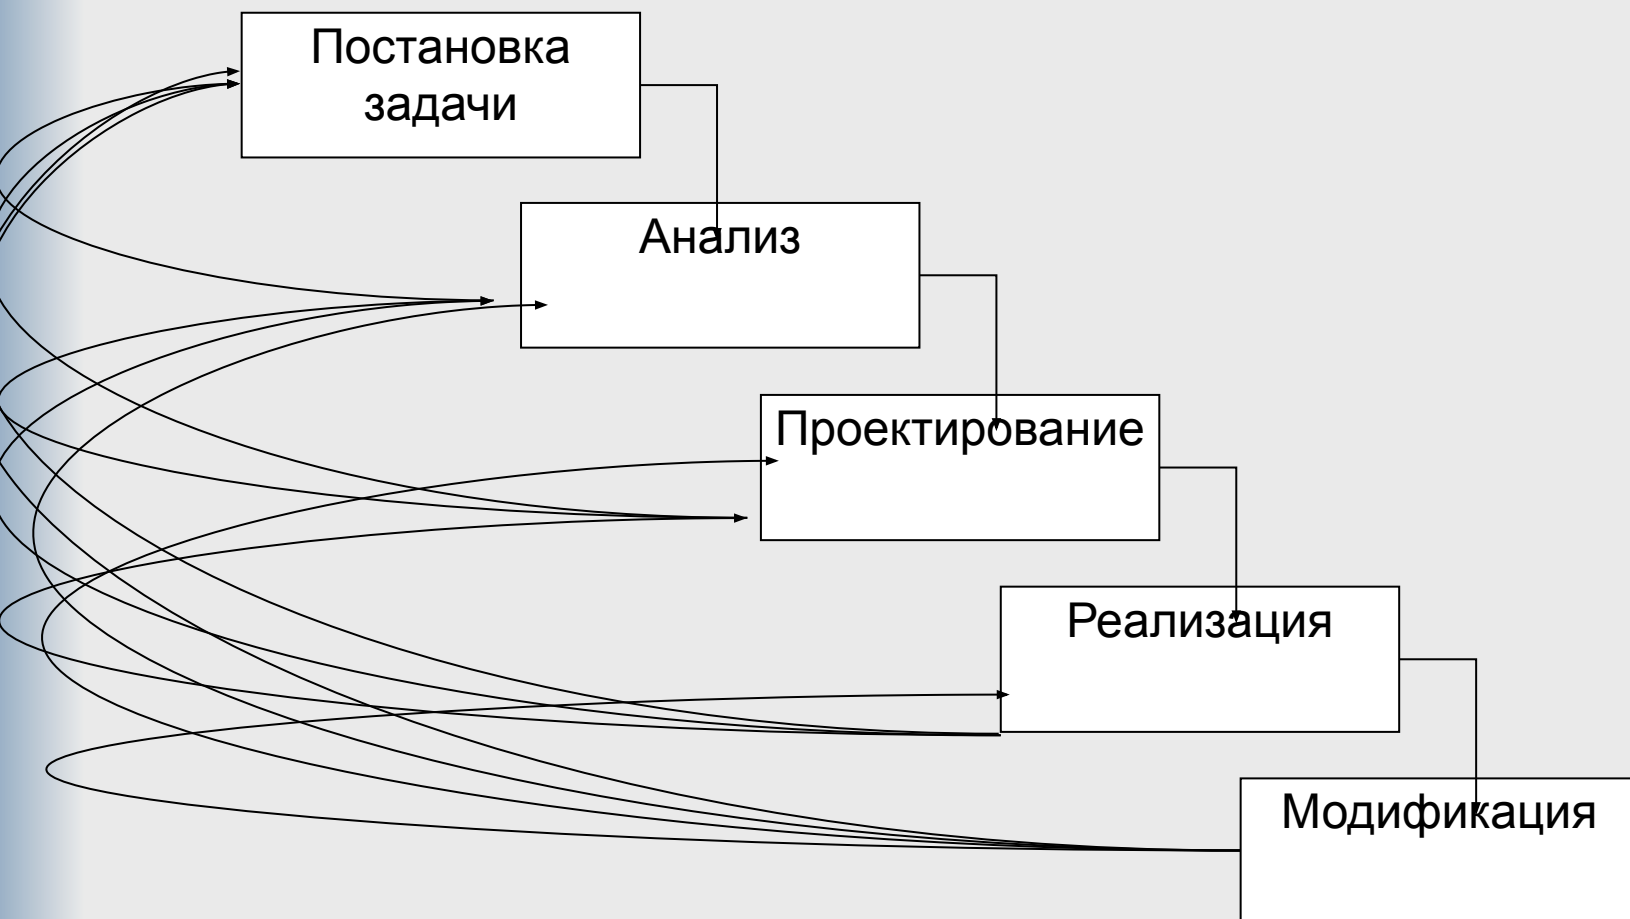 Постановка
задачи
Анализ
Проектирование
Реализация
Модификация